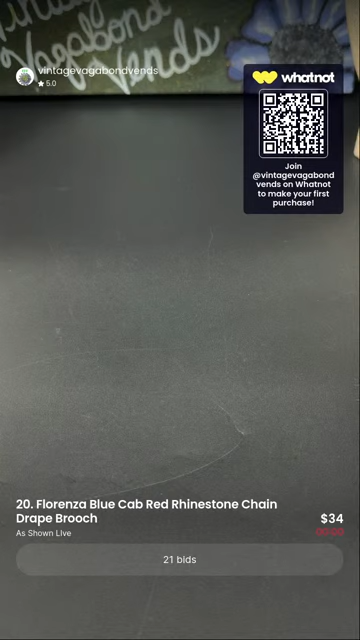 Vintage
Vagabond
Vends
vintagevagabondvends
5.0
whatnot
Join
@vintagevagabond
vends on Whatnot
to make your first
purchase!
20. Florenza Blue Cab Red Rhinestone Chain
Drape Brooch
$34
As Shown LIve
00:00
21 bids